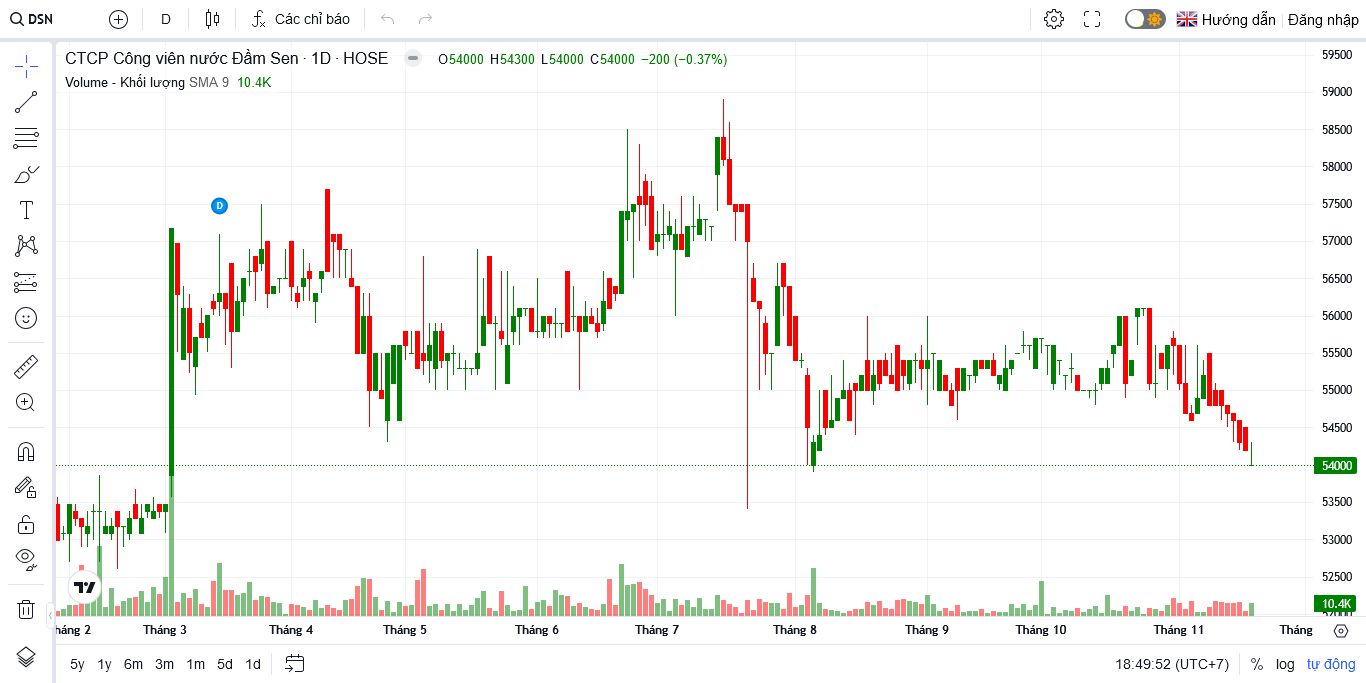 DSN D Các chỉ báo Hướng dẫn Đăng nhập
CTCP Công viên nước Đầm Sen · 1D · HOSE O54000 H54300 L54000 C54000 −200 (−0.37%)
Volume - Khối lượng SMA 9 10.4K
59500
59000
58500
58000
57500
57000
56500
56000
55500
55000
54500
54000
53500
53000
52500
10.4K
D
T
háng 2 Tháng 3 Tháng 4 Tháng 5 Tháng 6 Tháng 7 Tháng 8 Tháng 9 Tháng 10 Tháng 11 Tháng
5y 1y 6m 3m 1m 5d 1d 18:49:52 (UTC+7) % log tự động